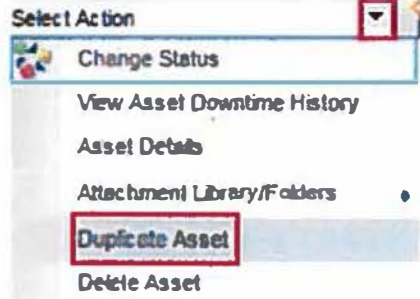 Select Action
Change Status
View Asset Downtime History
Asset Details
Attachment Library/Folders
Duplicate Asset
Delete Asset